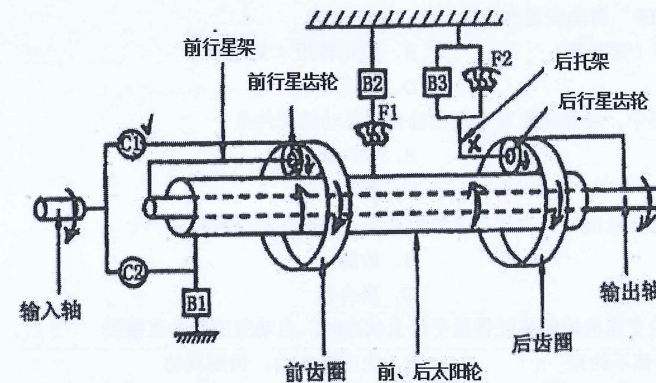 前行星架
前行星齿轮
B2
F1
B3
F2
后托架
后行星齿轮
C1
输入轴
C2
B1
前齿圈
前、后太阳轮
后齿圈
输出轴